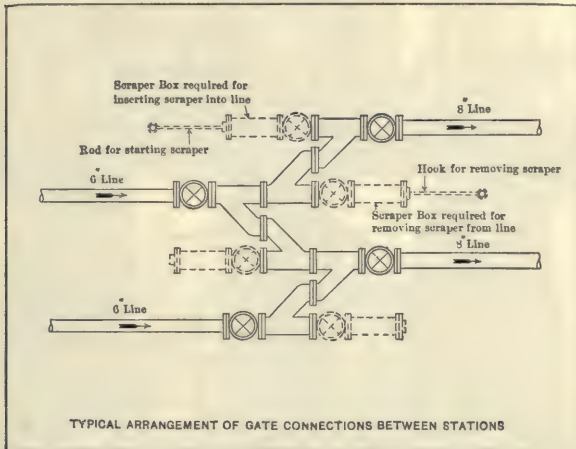 Scraper Box required for
inserting scraper into line
8" Line
Rod for starting scraper
Hook for removing scraper
6" Line
Scraper Box required for
removing scraper from line
8" Line
6" Line
TYPICAL ARRANGEMENT OF GATE CONNECTIONS BETWEEN STATIONS